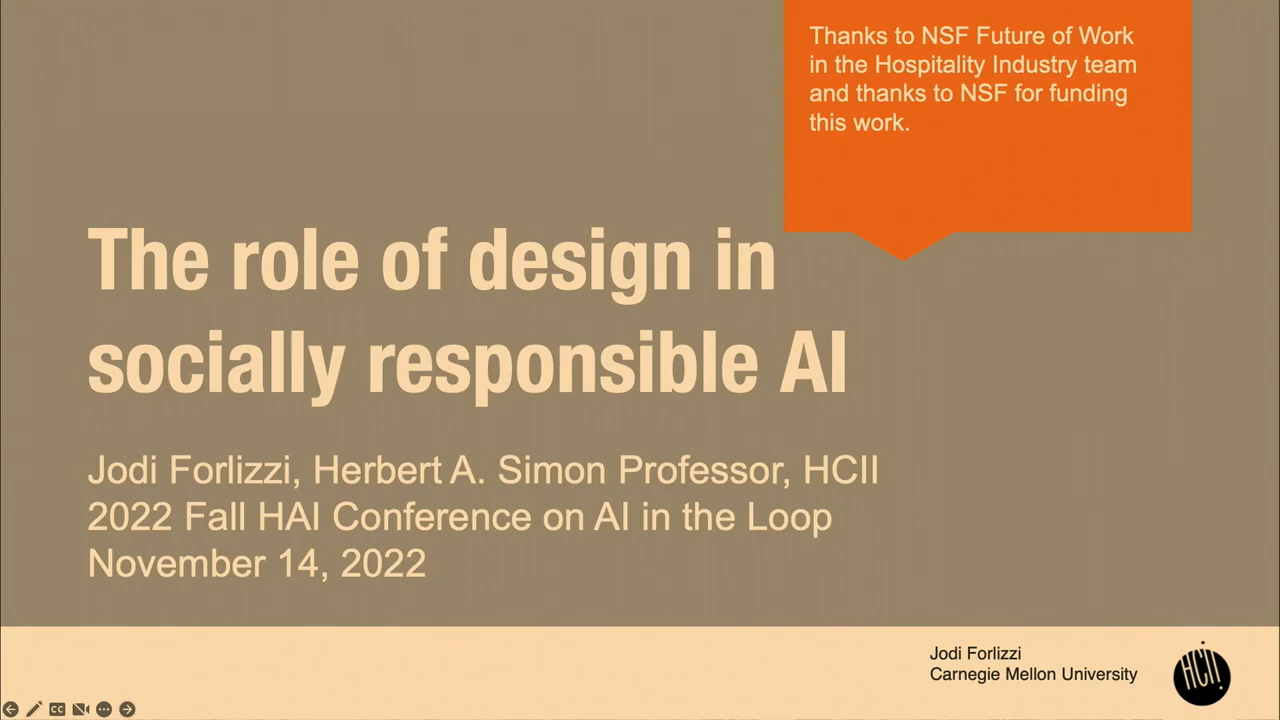 Thanks to NSF Future of Work
in the Hospitality Industry team
and thanks to NSF for funding
this work.
The role of design in
socially responsible AI
Jodi Forlizzi, Herbert A. Simon Professor, HCII
2022 Fall HAI Conference on AI in the Loop
November 14, 2022
Jodi Forlizzi
Carnegie Mellon University
HCII
CC